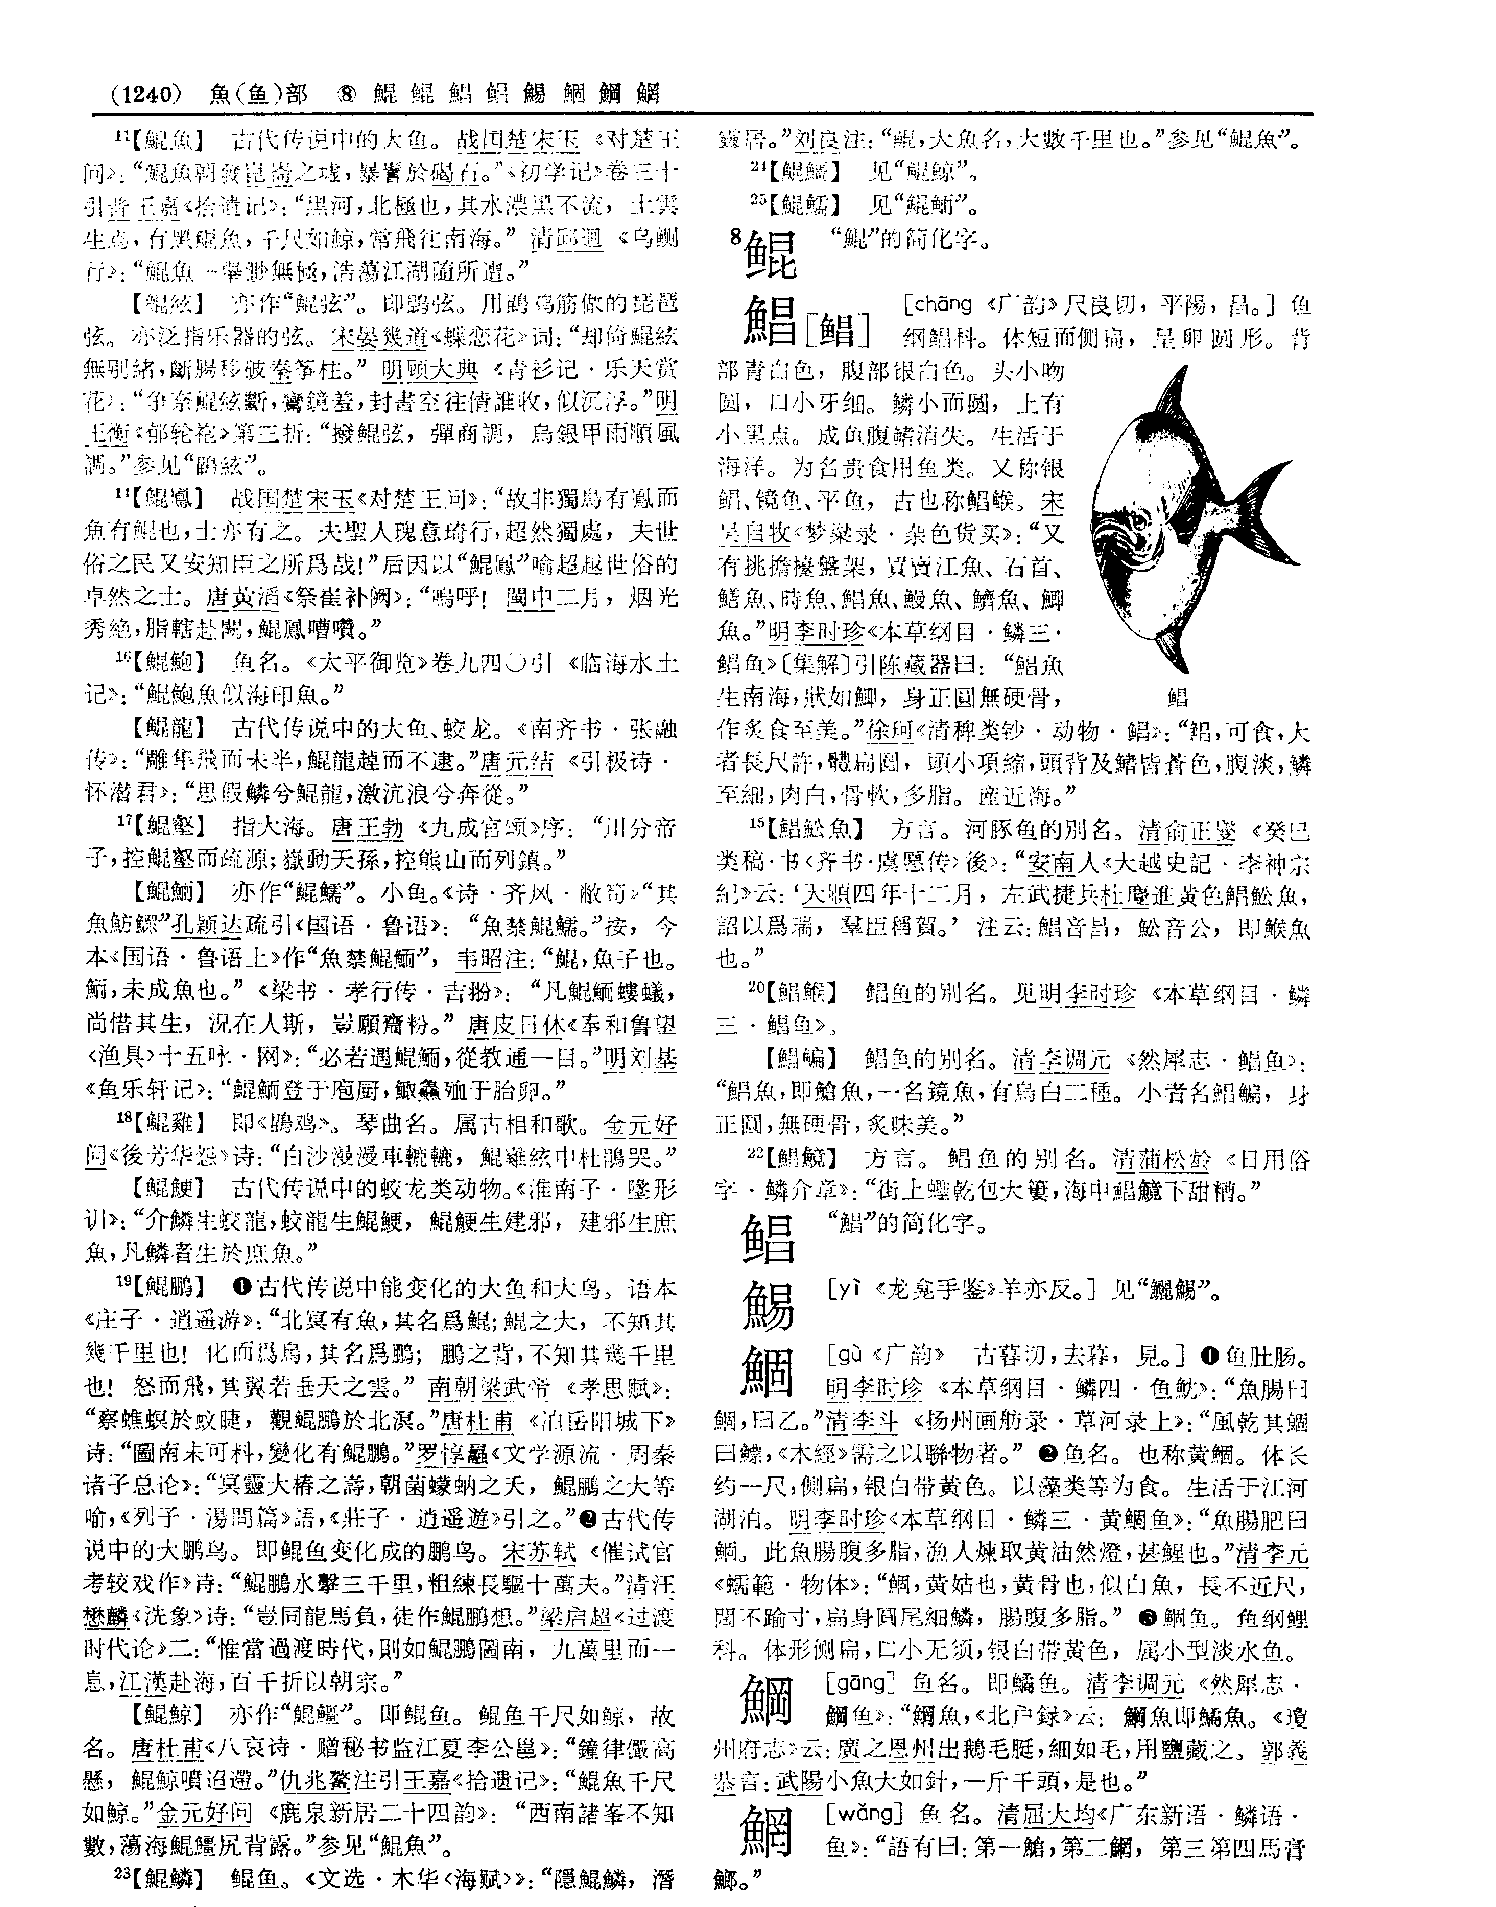 (1240) 魚(鱼)部 ⑧ 鯤 鲲 鯧 鲳 鯣 鯝 鋼 鯛
¹¹【鯤魚】 古代传说中的大鱼。战国楚宋玉《对楚王
问》：“鯤魚朝發崑崙之墟，暴鬐於碣石。”《初学记》卷三十
引晋王嘉《拾遗记》：“黑河，北極也，其水濃黑不流，上雲
生焉，有黑鯤魚，千尺如鲸，常飛往南海。”清邱迥《乌鲗
行》：“鯤魚一舉渺無極，浩蕩江湖隨所適。”
【鯤絃】 亦作“鯤弦”。即鹍弦。用鹍鸡筋做的琵琶
弦。亦泛指乐器的弦。宋晏幾道《蝶恋花》词：“却倚鯤絃
無别緒，斷腸移破秦筝柱。”明顾大典《青衫记·乐天赏
花》：“争奈鯤絃斷，鸞鏡羞，封書空往倩誰收，似沉浮。”明
王衡《郁轮袍》第三折：“撥鯤弦，彈商調，烏銀甲雨順風
調。”参见“鹍絃”。
¹⁴【鯤鳳】 战国楚宋玉《对楚王问》：“故非獨鳥有鳳而
魚有鯤也，士亦有之。夫聖人瑰意琦行，超然獨處，夫世
俗之民又安知臣之所爲哉！”后因以“鯤鳳”喻超越世俗的
卓然之士。唐黄滔《祭崔补阙》：“嗚呼！閩中二月，烟光
秀絶，脂轄赴闕，鯤鳳嘈囋。”
¹⁶【鯤鮑】 鱼名。《太平御览》卷九四〇引《临海水土
记》：“鯤鮑魚似海印魚。”
【鯤龍】 古代传说中的大鱼、蛟龙。《南齐书·张融
传》：“雕隼飛而未半，鯤龍趠而不逮。”唐元结《引极诗·
怀潜君》：“思假鳞兮鯤龍，激沆浪兮奔從。”
¹⁷【鯤壑】 指大海。唐王勃《九成宫颂》序：“川分帝
子，控鯤壑而疏源；嶽動天孫，控熊山而列鎮。”
【鯤鮞】 亦作“鯤鱬”。小鱼。《诗·齐风·敝笱》“其
魚魴鰥”孔颖达疏引《国语·鲁语》：“魚禁鯤鱬。”按，今
本《国语·鲁语上》作“魚禁鯤鮞”，韦昭注：“鯤，魚子也。
鮞，未成魚也。”《梁书·孝行传·吉翂》：“凡鯤鮞螻蟻，
尚惜其生，況在人斯，豈願齏粉。”唐皮日休《奉和鲁望
〈渔具〉十五咏·网》：“必若遇鯤鮞，從教通一目。”明刘基
《鱼乐轩记》：“鯤鮞登于庖厨，鱻殈于胎卵。”
¹⁸【鯤雞】 即《鹍鸡》。琴曲名。属古相和歌。金元好
问《後芳华怨》诗：“白沙漫漫車轆轆，鯤雞絃中杜鵑哭。”
【鯤鯁】 古代传说中的蛟龙类动物。《淮南子·墬形
训》：“介鱗生蛟龍，蛟龍生鯤鯁，鯤鯁生建邪，建邪生庶
魚，凡鳞者生於庶魚。”
¹⁹【鯤鹏】 ❶古代传说中能变化的大鱼和大鸟。语本
《庄子·逍遥游》：“北冥有魚，其名爲鯤；鯤之大，不知其
幾千里也！化而爲鳥，其名爲鵬；鵬之背，不知其幾千里
也！怒而飛，其翼若垂天之雲。”南朝梁武帝《孝思赋》：
“察蟭螟於蚊睫，觀鯤鵬於北溟。”唐杜甫《泊岳阳城下》
诗：“圖南未可料，變化有鯤鵬。”罗惇曧《文学源流·周秦
诸子总论》：“冥靈大椿之壽，朝菌蠓蚋之夭，鯤鵬之大等
喻，《列子·湯問篇》語，《莊子·逍遥遊》引之。”❷古代传
说中的大鹏鸟。即鲲鱼变化成的鹏鸟。宋苏轼《催试官
考较戏作》诗：“鯤鵬水擊三千里，粗練長驅十萬夫。”清汪
懋麟《洗象》诗：“豈同龍馬負，徒作鯤鵬想。”梁启超《过渡
时代论》二：“惟當過渡時代，則如鯤鵬圖南，九萬里而一
息，江漢赴海，百千折以朝宗。”
【鯤鲸】 亦作“鯤鱷”。即鲲鱼。鲲鱼千尺如鲸，故
名。唐杜甫《八哀诗·赠秘书监江夏李公邕》：“鐘律儼高
懸，鯤鲸噴迢遰。”仇兆鳌注引王嘉《拾遗记》：“鯤魚千尺
如鲸。”金元好问《鹿泉新居二十四韵》：“西南諸峯不知
數，蕩海鯤鱷尻背露。”参见“鯤魚”。
²³【鯤鱗】 鲲鱼。《文选·木华〈海赋〉》：“隱鯤鱗，潛
靈居。”刘良注：“鯤，大魚名，大數千里也。”参见“鯤魚”。
²⁴【鯤鱷】 见“鯤鲸”。
²⁵【鯤鱬】 见“鯤鮞”。
⁸鲲 “鯤”的简化字。
鯧[鲳] [chāng 《广韵》尺良切，平陽，昌。] 鱼
纲鲳科。体短而侧扁，呈卵圆形。背
部青白色，腹部银白色。头小吻
圆，口小牙细。鳞小而圆，上有
小黑点。成鱼腹鳍消失。生活于
海洋。为名贵食用鱼类。又称银
鲳、镜鱼、平鱼，古也称鲳鯸。宋
吴自牧《梦粱录·杂色货买》：“又
有挑擔擡盤架，買賣江魚、石首、
鱔魚、時魚、鯧魚、鰻魚、鱭魚、鯽
魚。”明李时珍《本草纲目·鳞三·
鲳鱼》〔集解〕引陈藏器曰：“鯧魚
生南海，狀如鯽，身正圓無硬骨，
鲳
作炙食至美。”徐珂《清稗类钞·动物·鲳》：“鯧，可食，大
者長尺許，體扁圓，頭小項縮，頭背及鰭皆蒼色，腹淡，鱗
至細，肉白，骨軟，多脂。産近海。”
¹⁵【鯧魟魚】 方言。河豚鱼的别名。清俞正燮《癸巳
类稿·书〈齐书·虞愿传〉後》：“安南人《大越史記·李神宗
紀》云：‘天順四年十二月，左武捷兵杜慶進黄色鯧魟魚，
詔以爲瑞，羣臣稱賀。’注云：鯧音昌，魟音公，即鯸魚
也。”
²⁰【鯧鯸】 鲳鱼的别名。见明李时珍《本草纲目·鳞
三·鲳鱼》。
【鯧鯿】 鲳鱼的别名。清李调元《然犀志·鲳鱼》：
“鯧魚，即鎗魚，一名鏡魚，有烏白二種。小者名鯧鯿，身
正圓，無硬骨，炙味美。”
²²【鯧鏡】 方言。鲳鱼的别名。清蒲松龄《日用俗
字·鳞介章》：“街上蟶乾包大簍，海中鯧鏡下甜糟。”
鲳 “鯧”的简化字。
鯣 [yì 《龙龛手鉴》羊亦反。] 见“鱺鯣”。
鯝 [gù 《广韵》 古暮切，去暮，見。] ❶鱼肚肠。
明李时珍《本草纲目·鳞四·鱼鱿》：“魚腸曰
鯝，曰乙。”清李斗《扬州画舫录·草河录上》：“風乾其鯝
曰鰾，《木經》需之以聯物者。” ❷鱼名。也称黄鲴。体长
约一尺，侧扁，银白带黄色。以藻类等为食。生活于江河
湖泊。明李时珍《本草纲目·鳞三·黄鲴鱼》：“魚腸肥曰
鯝。此魚腸腹多脂，漁人煉取黄油然燈，甚鯹也。”清李元
《蠕範·物体》：“鯝，黄姑也，黄骨也，似白魚，長不近尺，
闊不踰寸，扁身圓尾細鱗，腸腹多脂。” ❸鲴鱼。鱼纲鲤
科。体形侧扁，口小无须，银白带黄色，属小型淡水鱼。
[gāng] 鱼名。即鱊鱼。清李调元《然犀志·
鱼》：“魚，《北户録》云：魚即鱊魚。《瓊
州府志》云：廣之恩州出鵝毛脡，細如毛，用鹽藏之。郭義
恭言：武陽小魚大如針，一斤千頭，是也。”
[wǎng] 鱼名。清屈大均《广东新语·鳞语·
鱼》：“語有曰：第一鰽，第二，第三第四馬膏
鯽。”